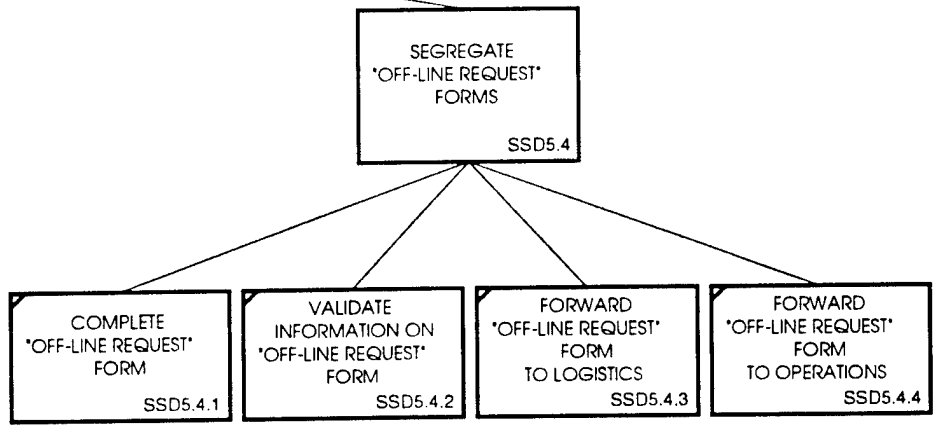 SEGREGATE
"OFF-LINE REQUEST"
FORMS
SSD5.4
COMPLETE
"OFF-LINE REQUEST"
FORM
SSD5.4.1
VALIDATE
INFORMATION ON
"OFF-LINE REQUEST"
FORM
SSD5.4.2
FORWARD
"OFF-LINE REQUEST"
FORM
TO LOGISTICS
SSD5.4.3
FORWARD
"OFF-LINE REQUEST"
FORM
TO OPERATIONS
SSD5.4.4